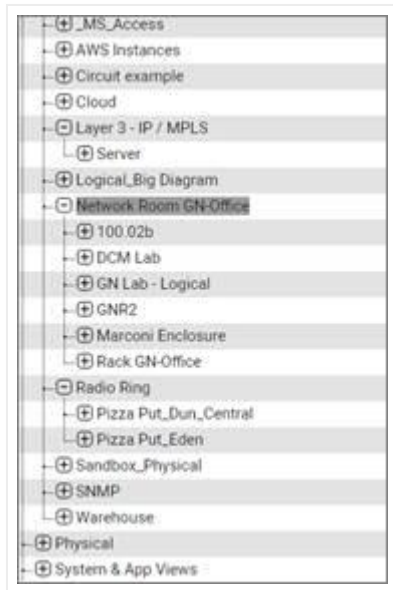 _MS_Access
AWS Instances
Circuit example
Cloud
Layer 3 - IP / MPLS
Server
Logical_Big Diagram
Network Room GN-Office
100.02b
DCM Lab
GN Lab - Logical
GNR2
Marconi Enclosure
Rack GN-Office
Radio Ring
Pizza Put_Dun_Central
Pizza Put_Eden
Sandbox_Physical
SNMP
Warehouse
Physical
System & App Views